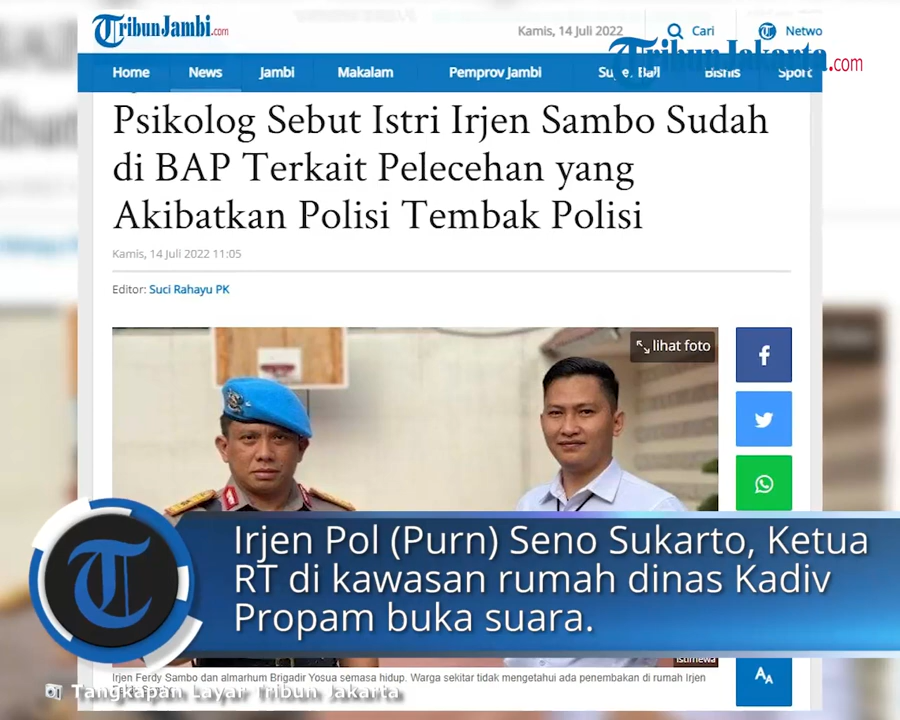 TribunJambi.com
Kamis, 14 Juli 2022
Cari
Netwo
TribunJakarta.com
Home News Jambi Makalam Pemprov Jambi Super Ball Bisnis Sport
Psikolog Sebut Istri Irjen Sambo Sudah
di BAP Terkait Pelecehan yang
Akibatkan Polisi Tembak Polisi
Kamis, 14 Juli 2022 11:05
Editor: Suci Rahayu PK
lihat foto
Irjen Pol (Purn) Seno Sukarto, Ketua
RT di kawasan rumah dinas Kadiv
Propam buka suara.
istimewa
Irjen Ferdy Sambo dan almarhum Brigadir Yosua semasa hidup. Warga sekitar tidak mengetahui ada penembakan di rumah Irjen
Tangkapan Layar Tribun Jakarta
AA